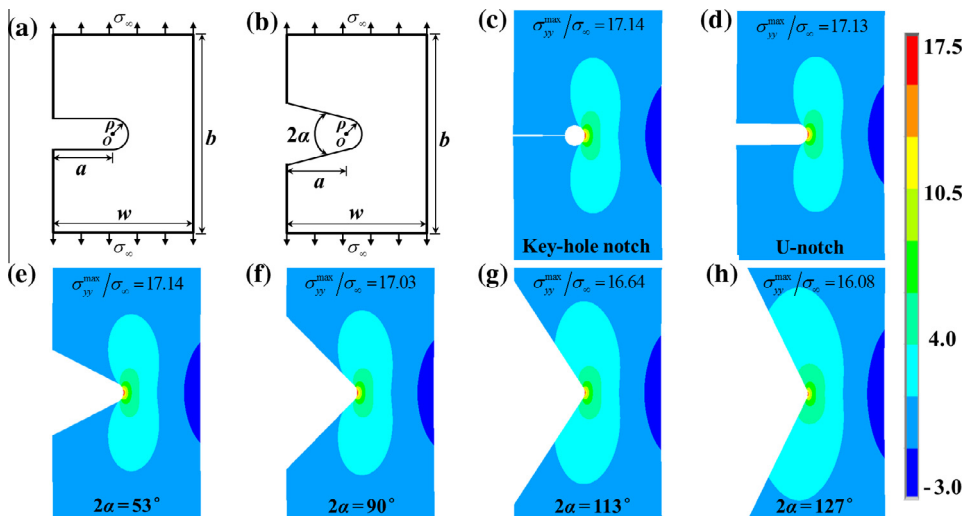 (a)
σ∞
ρ
o
a
w
b
σ∞
(b)
σ∞
2α
ρ
o
a
w
b
σ∞
(c)
σyy^max/σ∞=17.14
Key-hole notch
(d)
σyy^max/σ∞=17.13
U-notch
17.5
10.5
4.0
-3.0
(e)
σyy^max/σ∞=17.14
2α=53°
(f)
σyy^max/σ∞=17.03
2α=90°
(g)
σyy^max/σ∞=16.64
2α=113°
(h)
σyy^max/σ∞=16.08
2α=127°